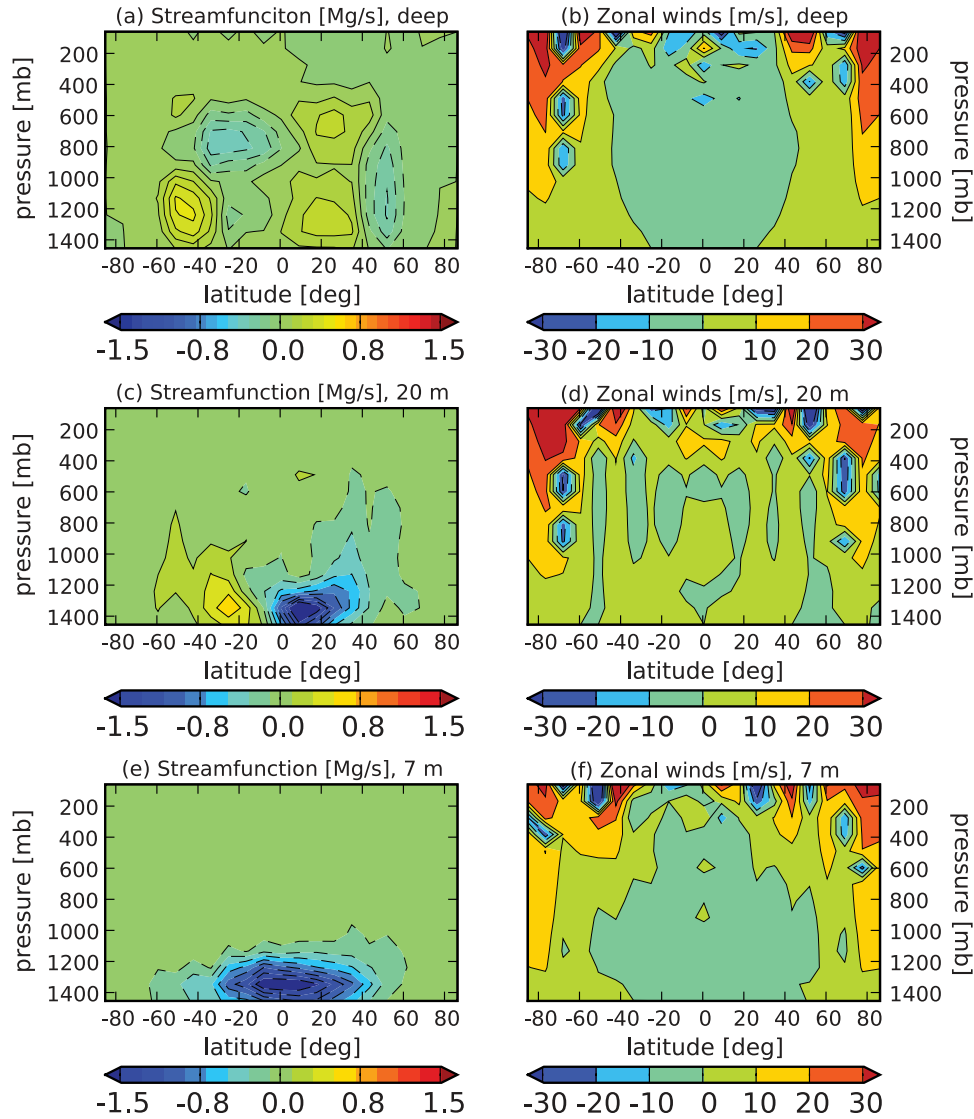 (a) Streamfunciton [Mg/s], deep
(b) Zonal winds [m/s], deep
pressure [mb]
200
400
600
800
1000
1200
1400
-80 -60 -40 -20 0 20 40 60 80
latitude [deg]
-1.5 -0.8 0.0 0.8 1.5
200
400
600
800
1000
1200
1400
pressure [mb]
-80 -60 -40 -20 0 20 40 60 80
latitude [deg]
-30 -20 -10 0 10 20 30
(c) Streamfunction [Mg/s], 20 m
(d) Zonal winds [m/s], 20 m
pressure [mb]
200
400
600
800
1000
1200
1400
-80 -60 -40 -20 0 20 40 60 80
latitude [deg]
-1.5 -0.8 0.0 0.8 1.5
200
400
600
800
1000
1200
1400
pressure [mb]
-80 -60 -40 -20 0 20 40 60 80
latitude [deg]
-30 -20 -10 0 10 20 30
(e) Streamfunction [Mg/s], 7 m
(f) Zonal winds [m/s], 7 m
pressure [mb]
200
400
600
800
1000
1200
1400
-80 -60 -40 -20 0 20 40 60 80
latitude [deg]
-1.5 -0.8 0.0 0.8 1.5
200
400
600
800
1000
1200
1400
pressure [mb]
-80 -60 -40 -20 0 20 40 60 80
latitude [deg]
-30 -20 -10 0 10 20 30